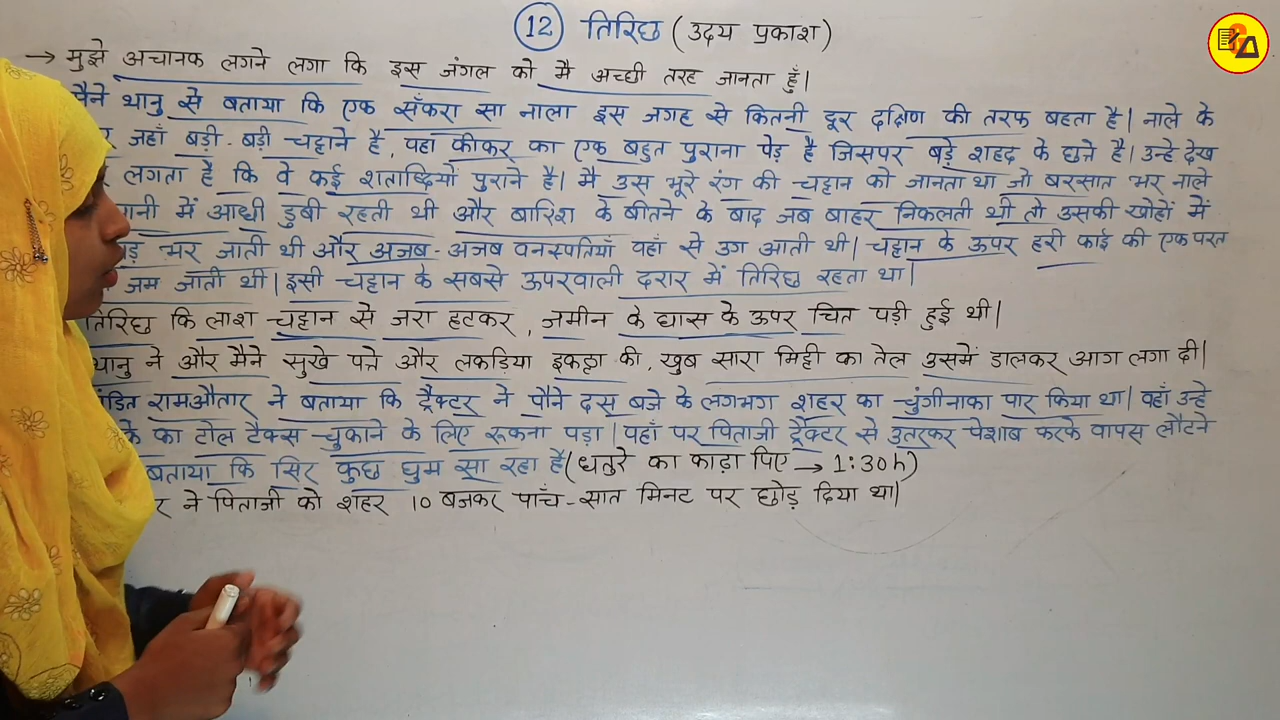 12 तिरिछ (उदय प्रकाश)
→ मुझे अचानक लगने लगा कि इस जंगल को मै अच्छी तरह जानता हुँ।
मैने थानु से बताया कि एक सँकरा सा नाला इस जगह से कितनी दूर दक्षिण की तरफ बहता है। नाले के
जहाँ बड़ी-बड़ी चट्टाने है, वहा कीकर का एक बहुत पुराना पेड़ है जिसपर बड़े शहद के छत्ते है। उन्हे देख
लगता है कि वे कई शताब्दियों पुराने है। मै उस भूरे रंग की चट्टान को जानता था जो बरसात भर नाले
में आधी डुबी रहती थी और बारिश के बीतने के बाद जब बाहर निकलती थी तो उसकी खोहों में
भर जाती थी और अजब-अजब वनस्पतियाँ वहाँ से उग आती थी। चट्टान के ऊपर हरी काई की एक परत
जम जाती थी। इसी चट्टान के सबसे ऊपरवाली दरार में तिरिछ रहता था।
तिरिछ कि लाश चट्टान से जरा हटकर, जमीन के घास के ऊपर चित पड़ी हुई थी।
थानु ने और मैने सुखे पत्ते और लकडिया इकठ्ठा की, खुब सारा मिट्टी का तेल उसमें डालकर आग लगा दी।
रामऔतार ने बताया कि ट्रैक्टर ने पौने दस बजे के लगभग शहर का चुंगीनाका पार किया था। वहाँ उन्हे
का टोल टैक्स चुकाने के लिए रूकना पड़ा। वहाँ पर पिताजी ट्रैक्टर से उतरकर पेशाब करके वापस लौटने
बताया कि सिर कुछ घुम सा रहा है (धतुरे का काढ़ा पिए → 1:30h)
ने पिताजी को शहर 10 बजकर पाँच-सात मिनट पर छोड़ दिया था।